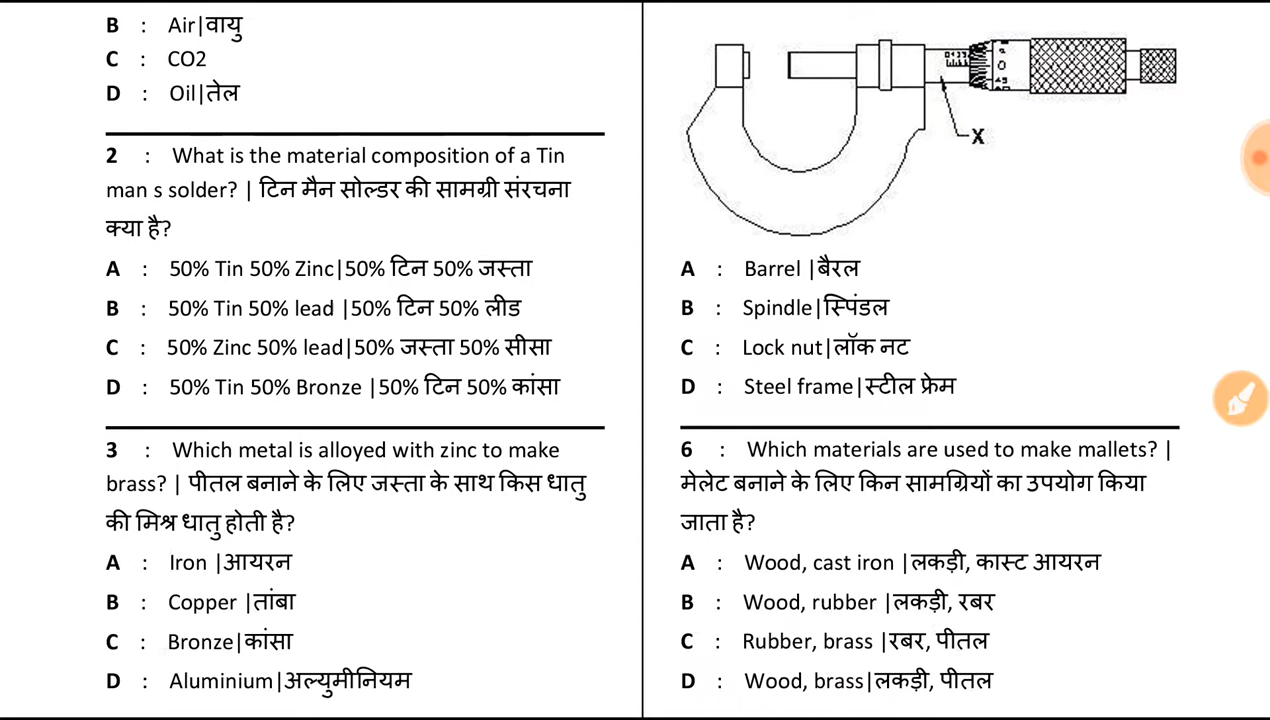 B : Air|वायु
C : CO2
D : Oil|तेल
2 : What is the material composition of a Tin
man s solder? | टिन मैन सोल्डर की सामग्री संरचना
क्या है?
A : 50% Tin 50% Zinc|50% टिन 50% जस्ता
B : 50% Tin 50% lead |50% टिन 50% लीड
C : 50% Zinc 50% lead|50% जस्ता 50% सीसा
D : 50% Tin 50% Bronze |50% टिन 50% कांसा
3 : Which metal is alloyed with zinc to make
brass? | पीतल बनाने के लिए जस्ता के साथ किस धातु
की मिश्र धातु होती है?
A : Iron |आयरन
B : Copper |तांबा
C : Bronze|कांसा
D : Aluminium|अल्युमीनियम
0
X
A : Barrel |बैरल
B : Spindle|स्पिंडल
C : Lock nut|लॉक नट
D : Steel frame|स्टील फ्रेम
6 : Which materials are used to make mallets? |
मेलेट बनाने के लिए किन सामग्रियों का उपयोग किया
जाता है?
A : Wood, cast iron |लकड़ी, कास्ट आयरन
B : Wood, rubber |लकड़ी, रबर
C : Rubber, brass |रबर, पीतल
D : Wood, brass|लकड़ी, पीतल